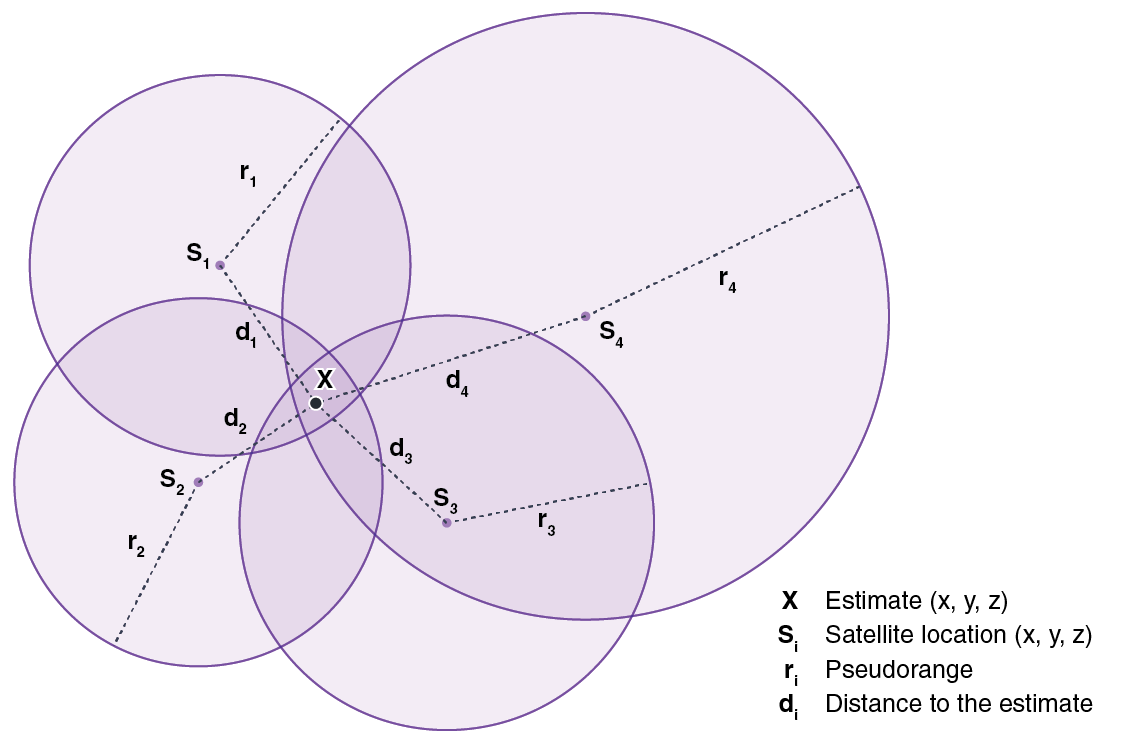 r1
S1
d1
X
r4
S4
d4
d2
d3
S2
S3
r3
r2
X Estimate (x, y, z)
Si Satellite location (x, y, z)
ri Pseudorange
di Distance to the estimate